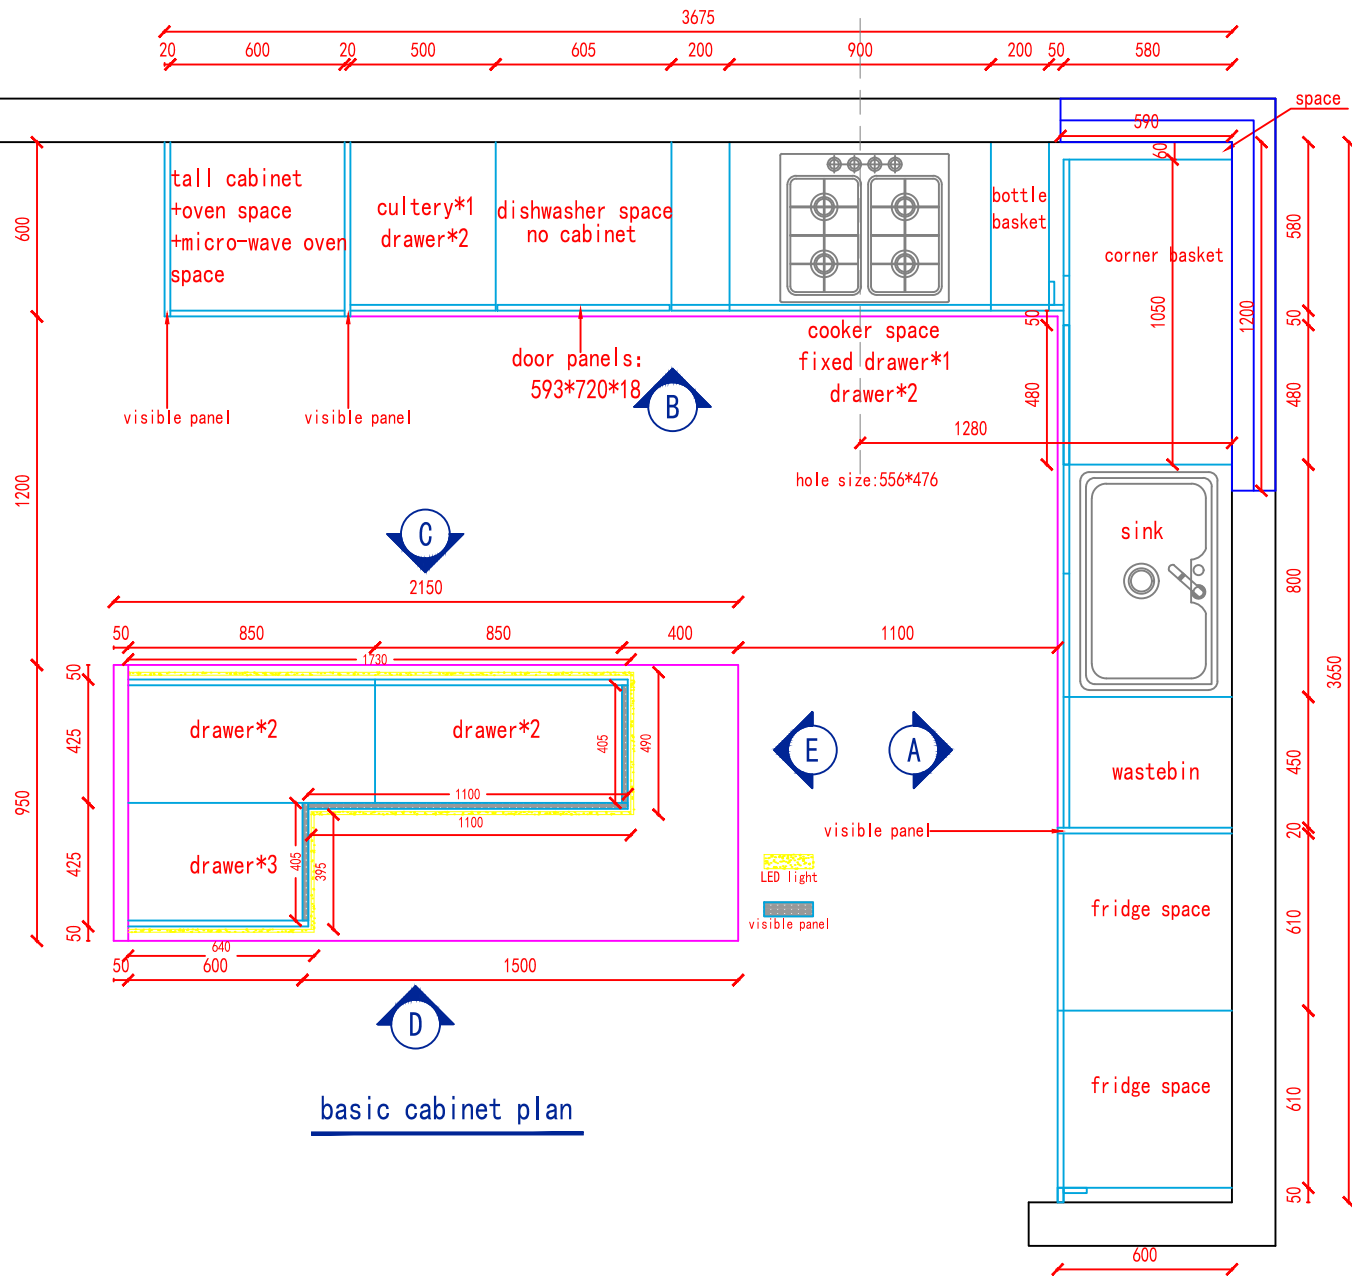 3675
20 600 20 500 605 200 900 200 50 580
space
590
60
tall cabinet
+oven space
+micro-wave oven
space
cultery*1
drawer*2
dishwasher space
no cabinet
bottle
basket
corner basket
600
580
1050
1200
50
50
cooker space
fixed drawer*1
drawer*2
door panels:
593*720*18
480
480
visible panel
visible panel
B
1280
hole size:556*476
1200
C
sink
2150
800
50 850 850 400 1100
1730
3650
50
425
drawer*2
drawer*2
405
490
E
A
wastebin
450
950
1100
1100
visible panel
20
425
drawer*3
405
395
LED light
visible panel
fridge space
610
50
640
50 600 1500
D
fridge space
610
basic cabinet plan
50
600